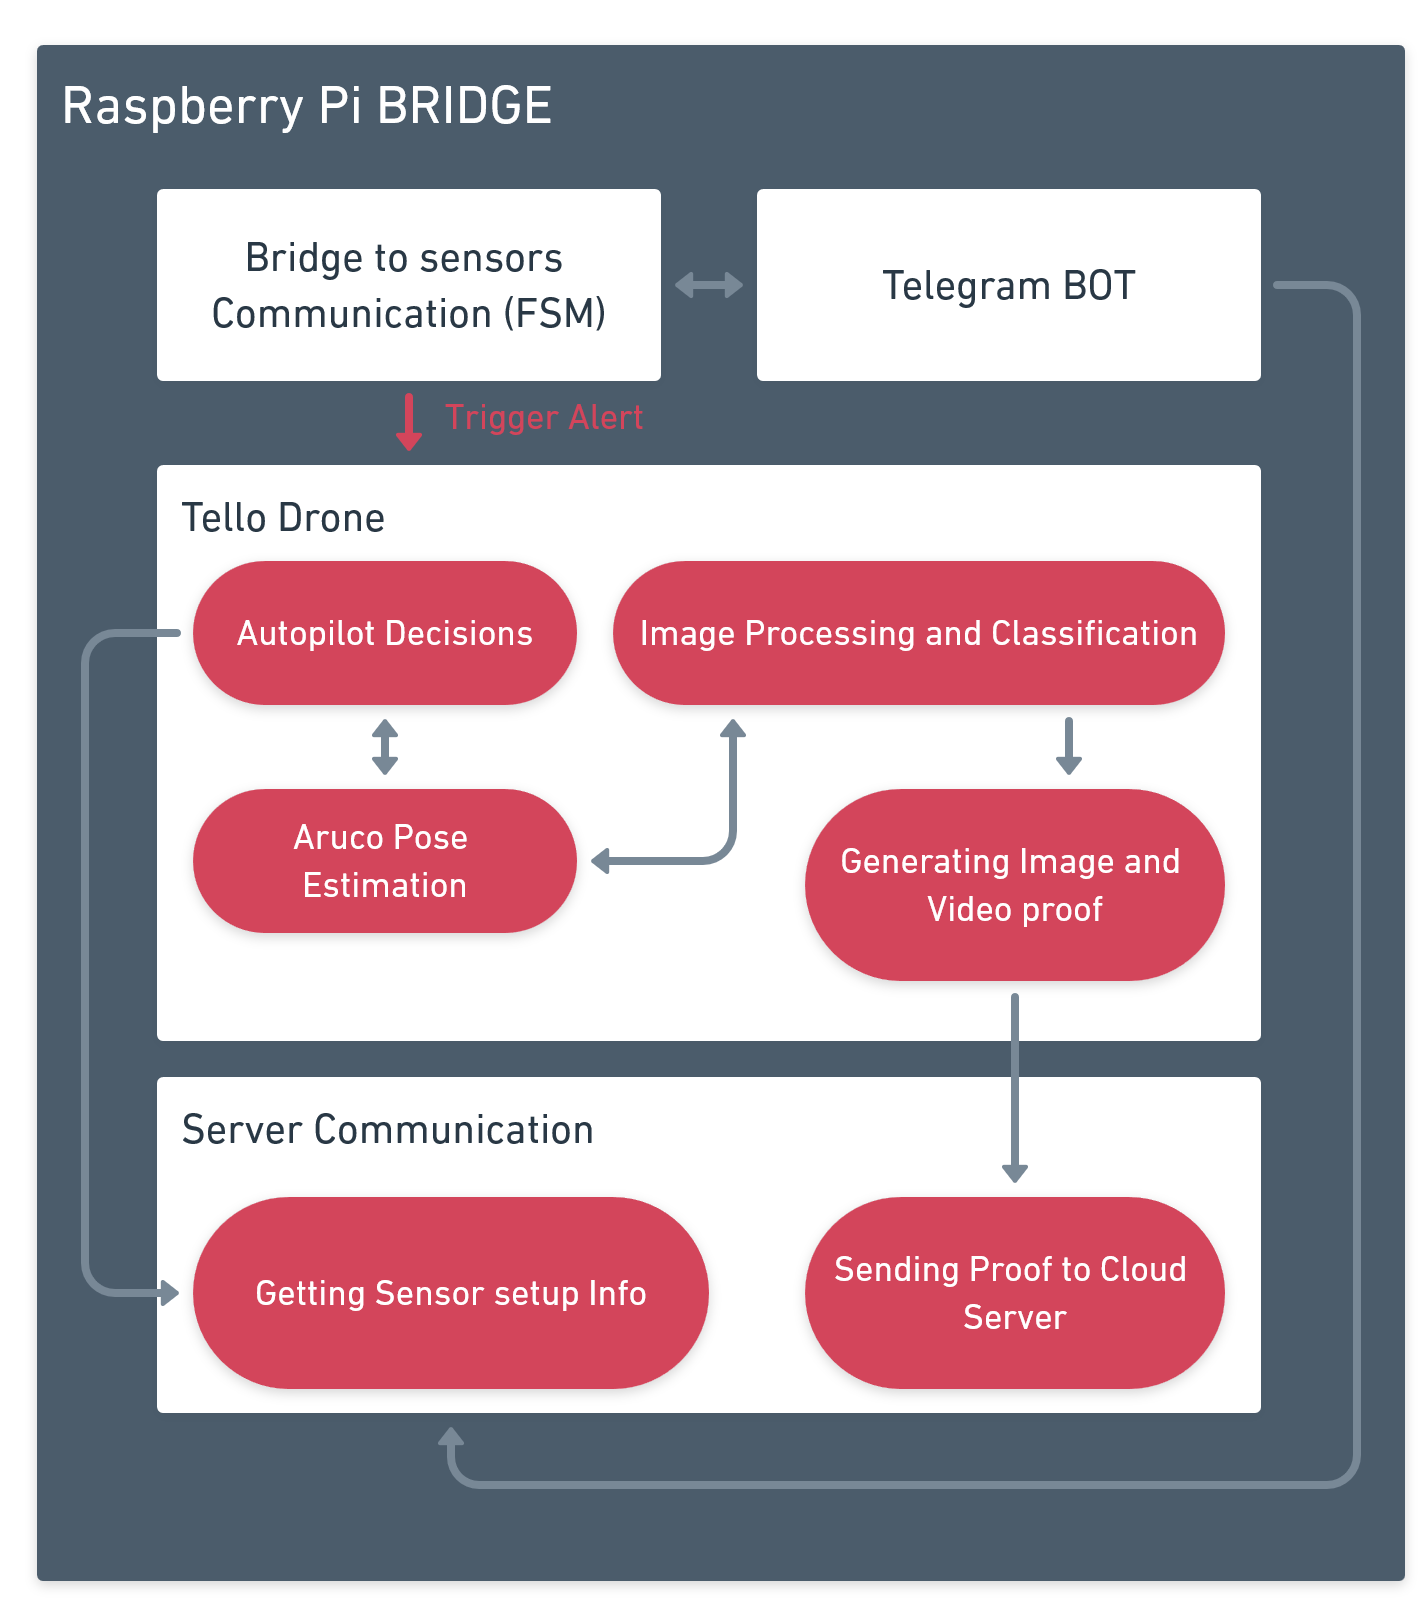 Raspberry Pi BRIDGE
Bridge to sensors
Communication (FSM)
Telegram BOT
Trigger Alert
Tello Drone
Autopilot Decisions
Image Processing and Classification
Aruco Pose
Estimation
Generating Image and
Video proof
Server Communication
Getting Sensor setup Info
Sending Proof to Cloud
Server